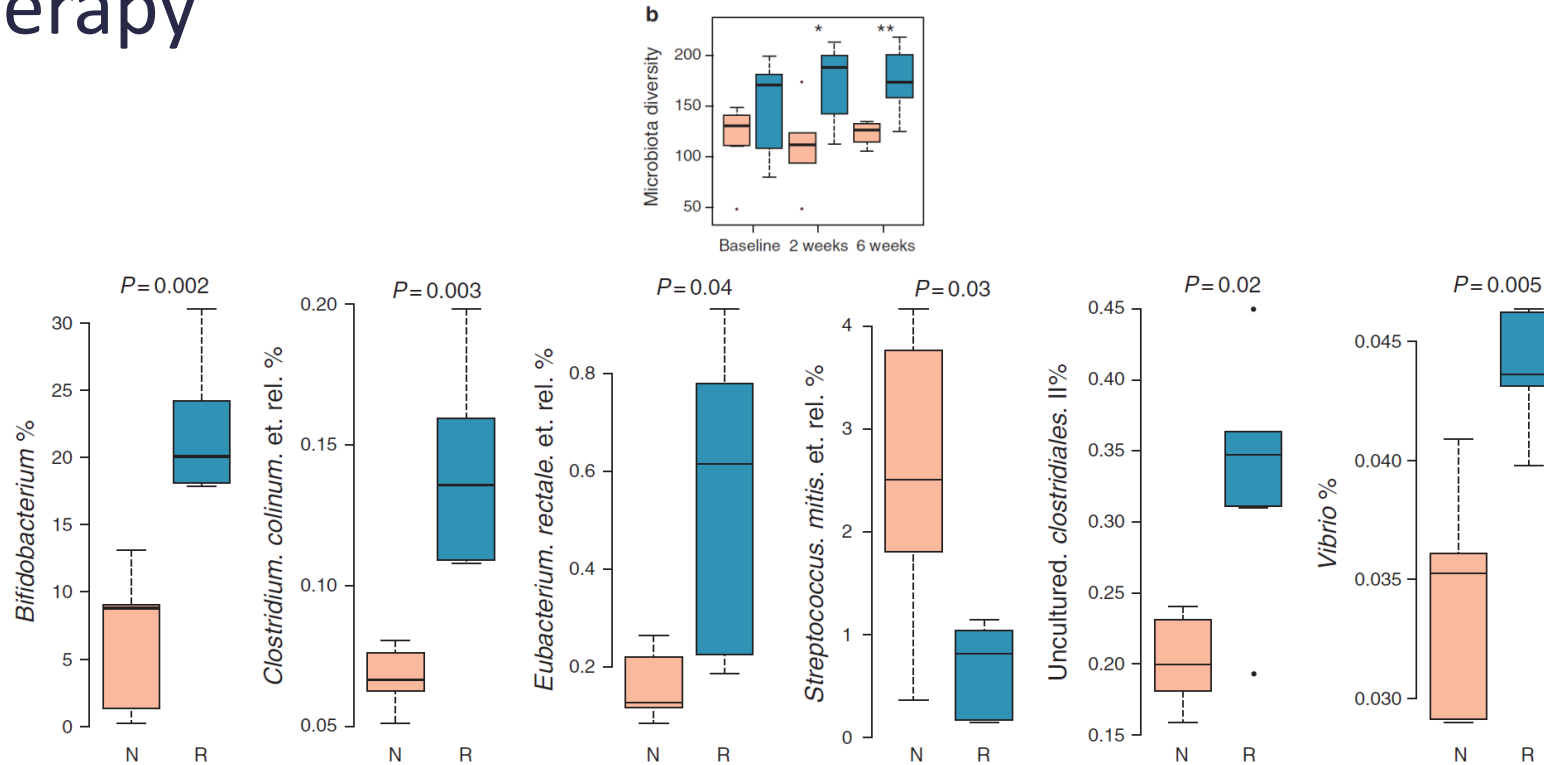 erapy
b
* **
Microbiota diversity
200
150
100
50
Baseline 2 weeks 6 weeks
P=0.002
Bifidobacterium %
30
25
20
15
10
5
0
N R
P=0.003
Clostridium. colinum. et. rel. %
0.20
0.15
0.10
0.05
N R
P=0.04
Eubacterium. rectale. et. rel. %
0.8
0.6
0.4
0.2
N R
P=0.03
Streptococcus. mitis. et. rel. %
4
3
2
1
0
N R
P=0.02
Uncultured. clostridiales. II%
0.45
0.40
0.35
0.30
0.25
0.20
0.15
N R
P=0.005
Vibrio %
0.045
0.040
0.035
0.030
N R